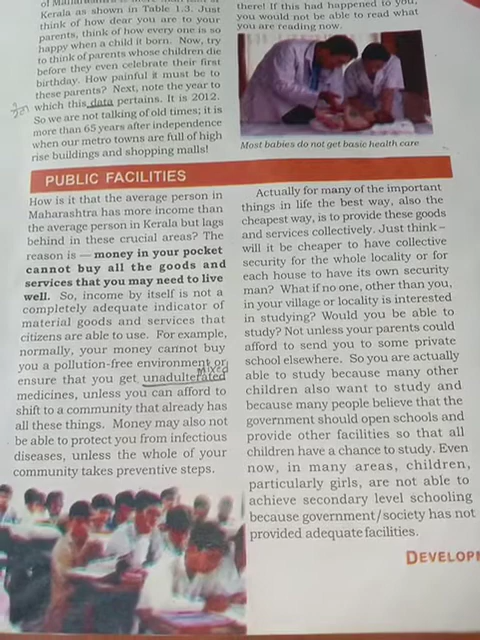 Kerala as shown in Table 1.3. Just
think of how dear you are to your
parents, think of how every one is so
happy when a child it born. Now, try
to think of parents whose children die
before they even celebrate their first
birthday. How painful it must be to
these parents? Next, note the year to
which this data pertains. It is 2012.
So we are not talking of old times; it is
more than 65 years after independence
when our metro towns are full of high
rise buildings and shopping malls!
there! If this had happened to you,
you would not be able to read what
you are reading now.
Most babies do not get basic health care
PUBLIC FACILITIES
How is it that the average person in
Maharashtra has more income than
the average person in Kerala but lags
behind in these crucial areas? The
reason is — money in your pocket
cannot buy all the goods and
services that you may need to live
well. So, income by itself is not a
completely adequate indicator of
material goods and services that
citizens are able to use. For example,
normally, your money cannot buy
you a pollution-free environment or
mixed
ensure that you get unadulterated
medicines, unless you can afford to
shift to a community that already has
all these things. Money may also not
be able to protect you from infectious
diseases, unless the whole of your
community takes preventive steps.
Actually for many of the important
things in life the best way, also the
cheapest way, is to provide these goods
and services collectively. Just think –
will it be cheaper to have collective
security for the whole locality or for
each house to have its own security
man? What if no one, other than you,
in your village or locality is interested
in studying? Would you be able to
study? Not unless your parents could
afford to send you to some private
school elsewhere. So you are actually
able to study because many other
children also want to study and
because many people believe that the
government should open schools and
provide other facilities so that all
children have a chance to study. Even
now, in many areas, children,
particularly girls, are not able to
achieve secondary level schooling
because government/society has not
provided adequate facilities.